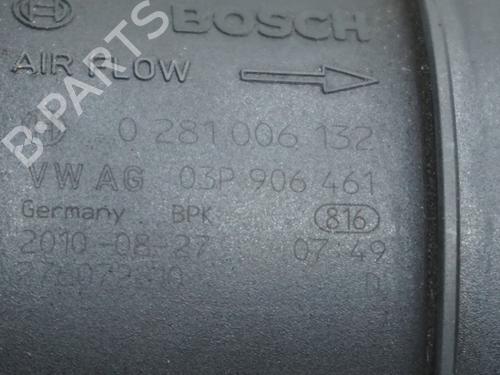 BOSCH
AIR FLOW
0 281 006 132
VW AG 03P 906 461
Germany BPK 816
2010-08-27 07:49
D
B-PARTS